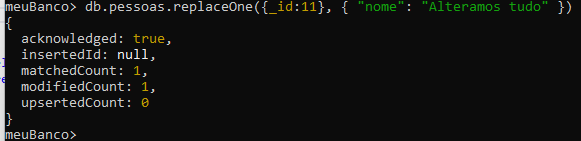 meuBanco> db.pessoas.replaceOne({_id:11}, { "nome": "Alteramos tudo" })
{
  acknowledged: true,
  insertedId: null,
  matchedCount: 1,
  modifiedCount: 1,
  upsertedCount: 0
}
meuBanco>